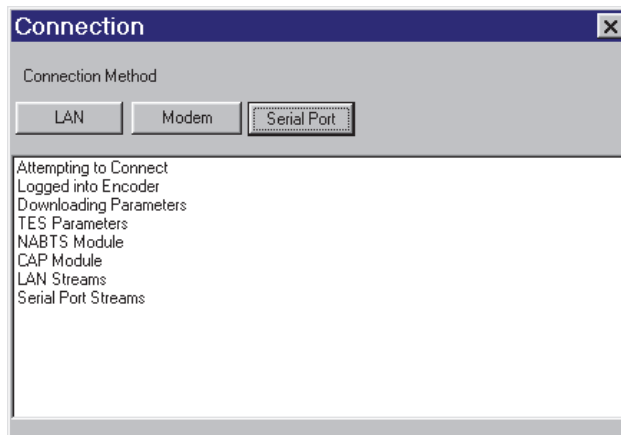 Connection
Connection Method
LAN Modem Serial Port
Attempting to Connect
Logged into Encoder
Downloading Parameters
TES Parameters
NABTS Module
CAP Module
LAN Streams
Serial Port Streams